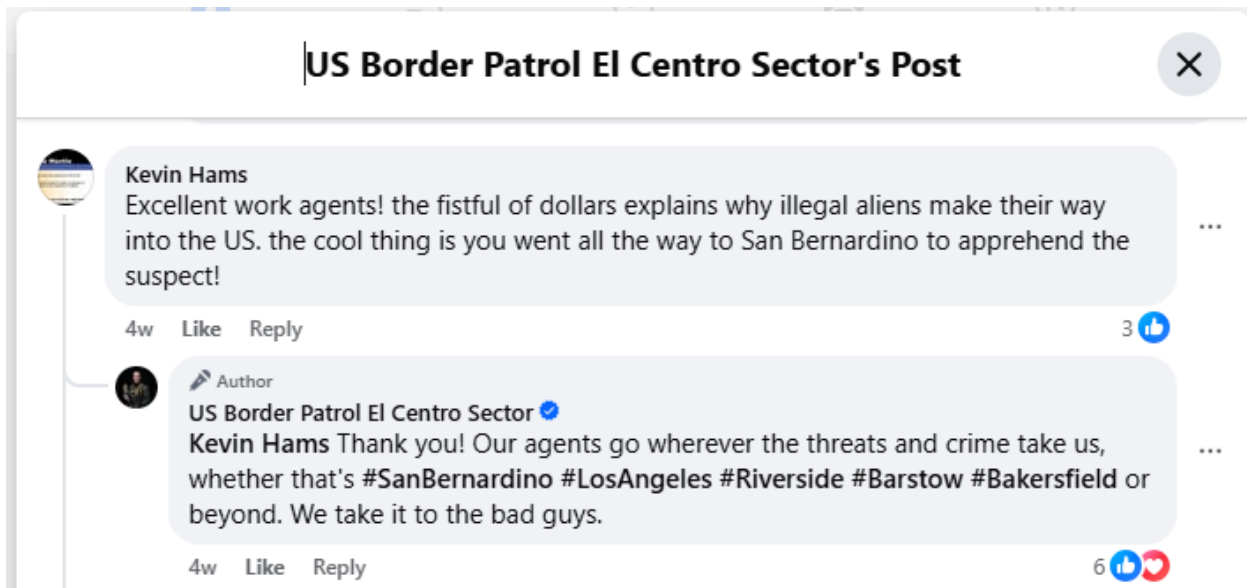 US Border Patrol El Centro Sector's Post
Kevin Hams
Excellent work agents! the fistful of dollars explains why illegal aliens make their way
into the US. the cool thing is you went all the way to San Bernardino to apprehend the
suspect!
4w Like Reply 3
Author
US Border Patrol El Centro Sector
Kevin Hams Thank you! Our agents go wherever the threats and crime take us,
whether that's #SanBernardino #LosAngeles #Riverside #Barstow #Bakersfield or
beyond. We take it to the bad guys.
4w Like Reply 6